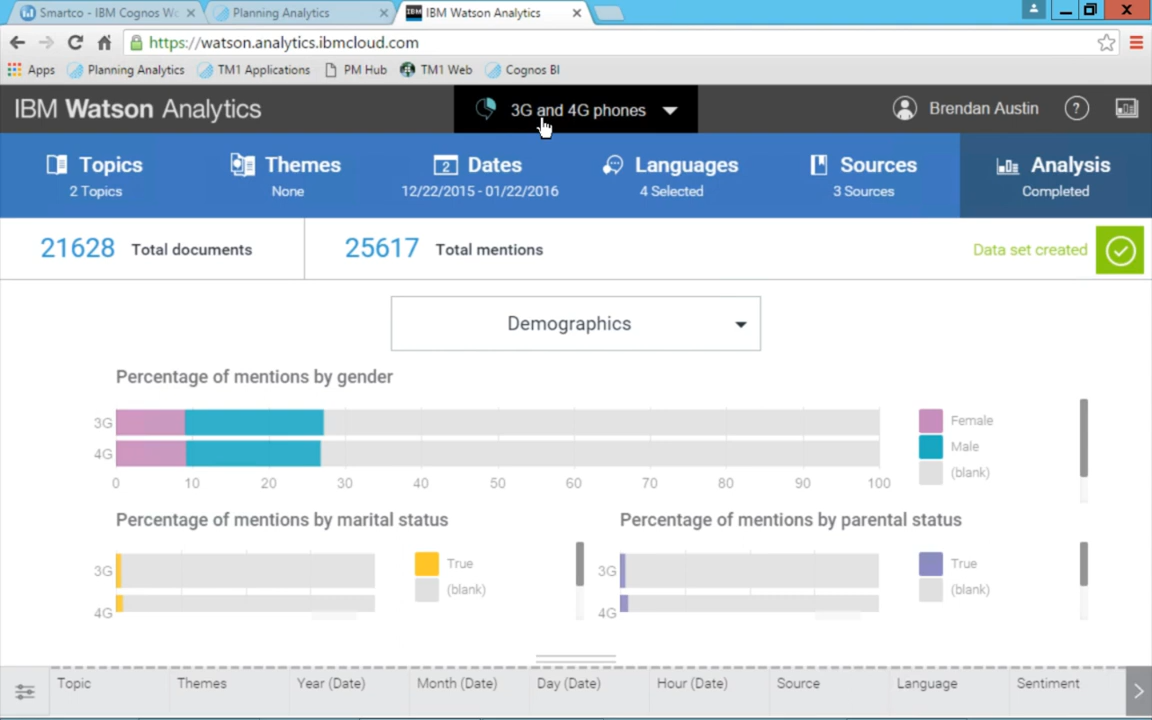 Smartco - IBM Cognos Wo
Planning Analytics
IBM IBM Watson Analytics
https://watson.analytics.ibmcloud.com
Apps Planning Analytics TM1 Applications PM Hub TM1 Web Cognos BI
IBM Watson Analytics
3G and 4G phones
Brendan Austin
?
Topics
2 Topics
Themes
None
2 Dates
12/22/2015 - 01/22/2016
Languages
4 Selected
Sources
3 Sources
Analysis
Completed
21628 Total documents
25617 Total mentions
Data set created
Demographics
Percentage of mentions by gender
3G
4G
0 10 20 30 40 50 60 70 80 90 100
Female
Male
(blank)
Percentage of mentions by marital status
3G
4G
True
(blank)
Percentage of mentions by parental status
3G
4G
True
(blank)
Topic Themes Year (Date) Month (Date) Day (Date) Hour (Date) Source Language Sentiment